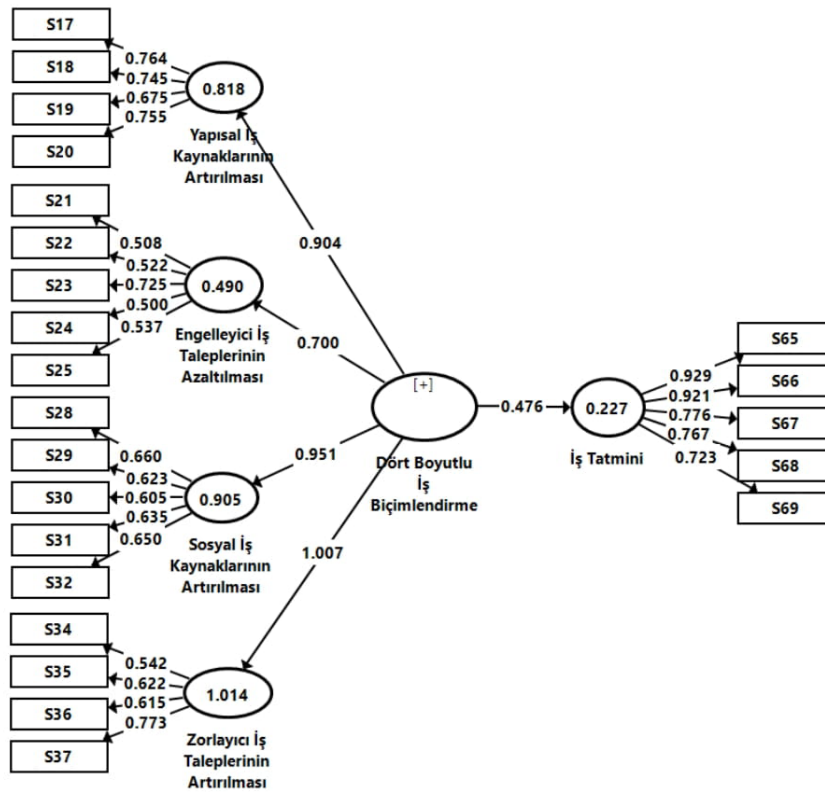 S17
S18
S19
S20
0.764
0.745
0.675
0.755
0.818
Yapısal İş
Kaynaklarının
Artırılması
0.904
S21
S22
S23
S24
S25
0.508
0.522
0.725
0.500
0.537
0.490
Engelleyici İş
Taleplerinin
Azaltılması
0.700
S28
S29
S30
S31
S32
0.660
0.623
0.605
0.635
0.650
0.905
Sosyal İş
Kaynaklarının
Artırılması
0.951
S34
S35
S36
S37
0.542
0.622
0.615
0.773
1.014
Zorlayıcı İş
Taleplerinin
Artırılması
1.007
[+]
Dört Boyutlu
İş
Biçimlendirme
0.476
0.227
İş Tatmini
0.929
0.921
0.776
0.767
0.723
S65
S66
S67
S68
S69